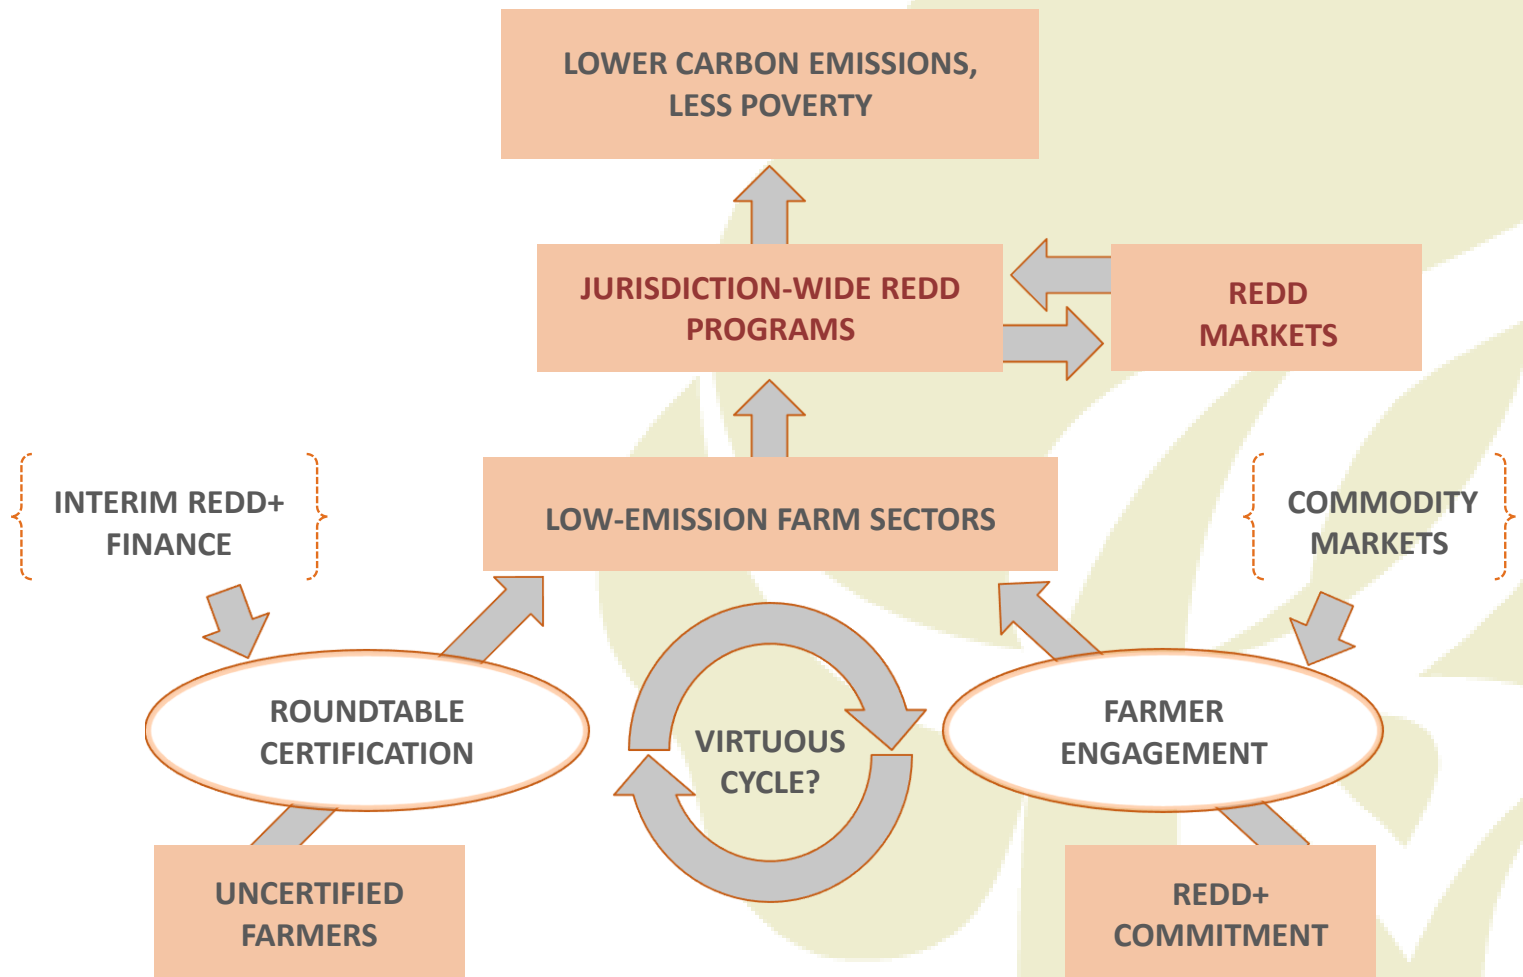 LOWER CARBON EMISSIONS,
LESS POVERTY
JURISDICTION-WIDE REDD
PROGRAMS
REDD
MARKETS
INTERIM REDD+
FINANCE
LOW-EMISSION FARM SECTORS
COMMODITY
MARKETS
ROUNDTABLE
CERTIFICATION
VIRTUOUS
CYCLE?
FARMER
ENGAGEMENT
UNCERTIFIED
FARMERS
REDD+
COMMITMENT